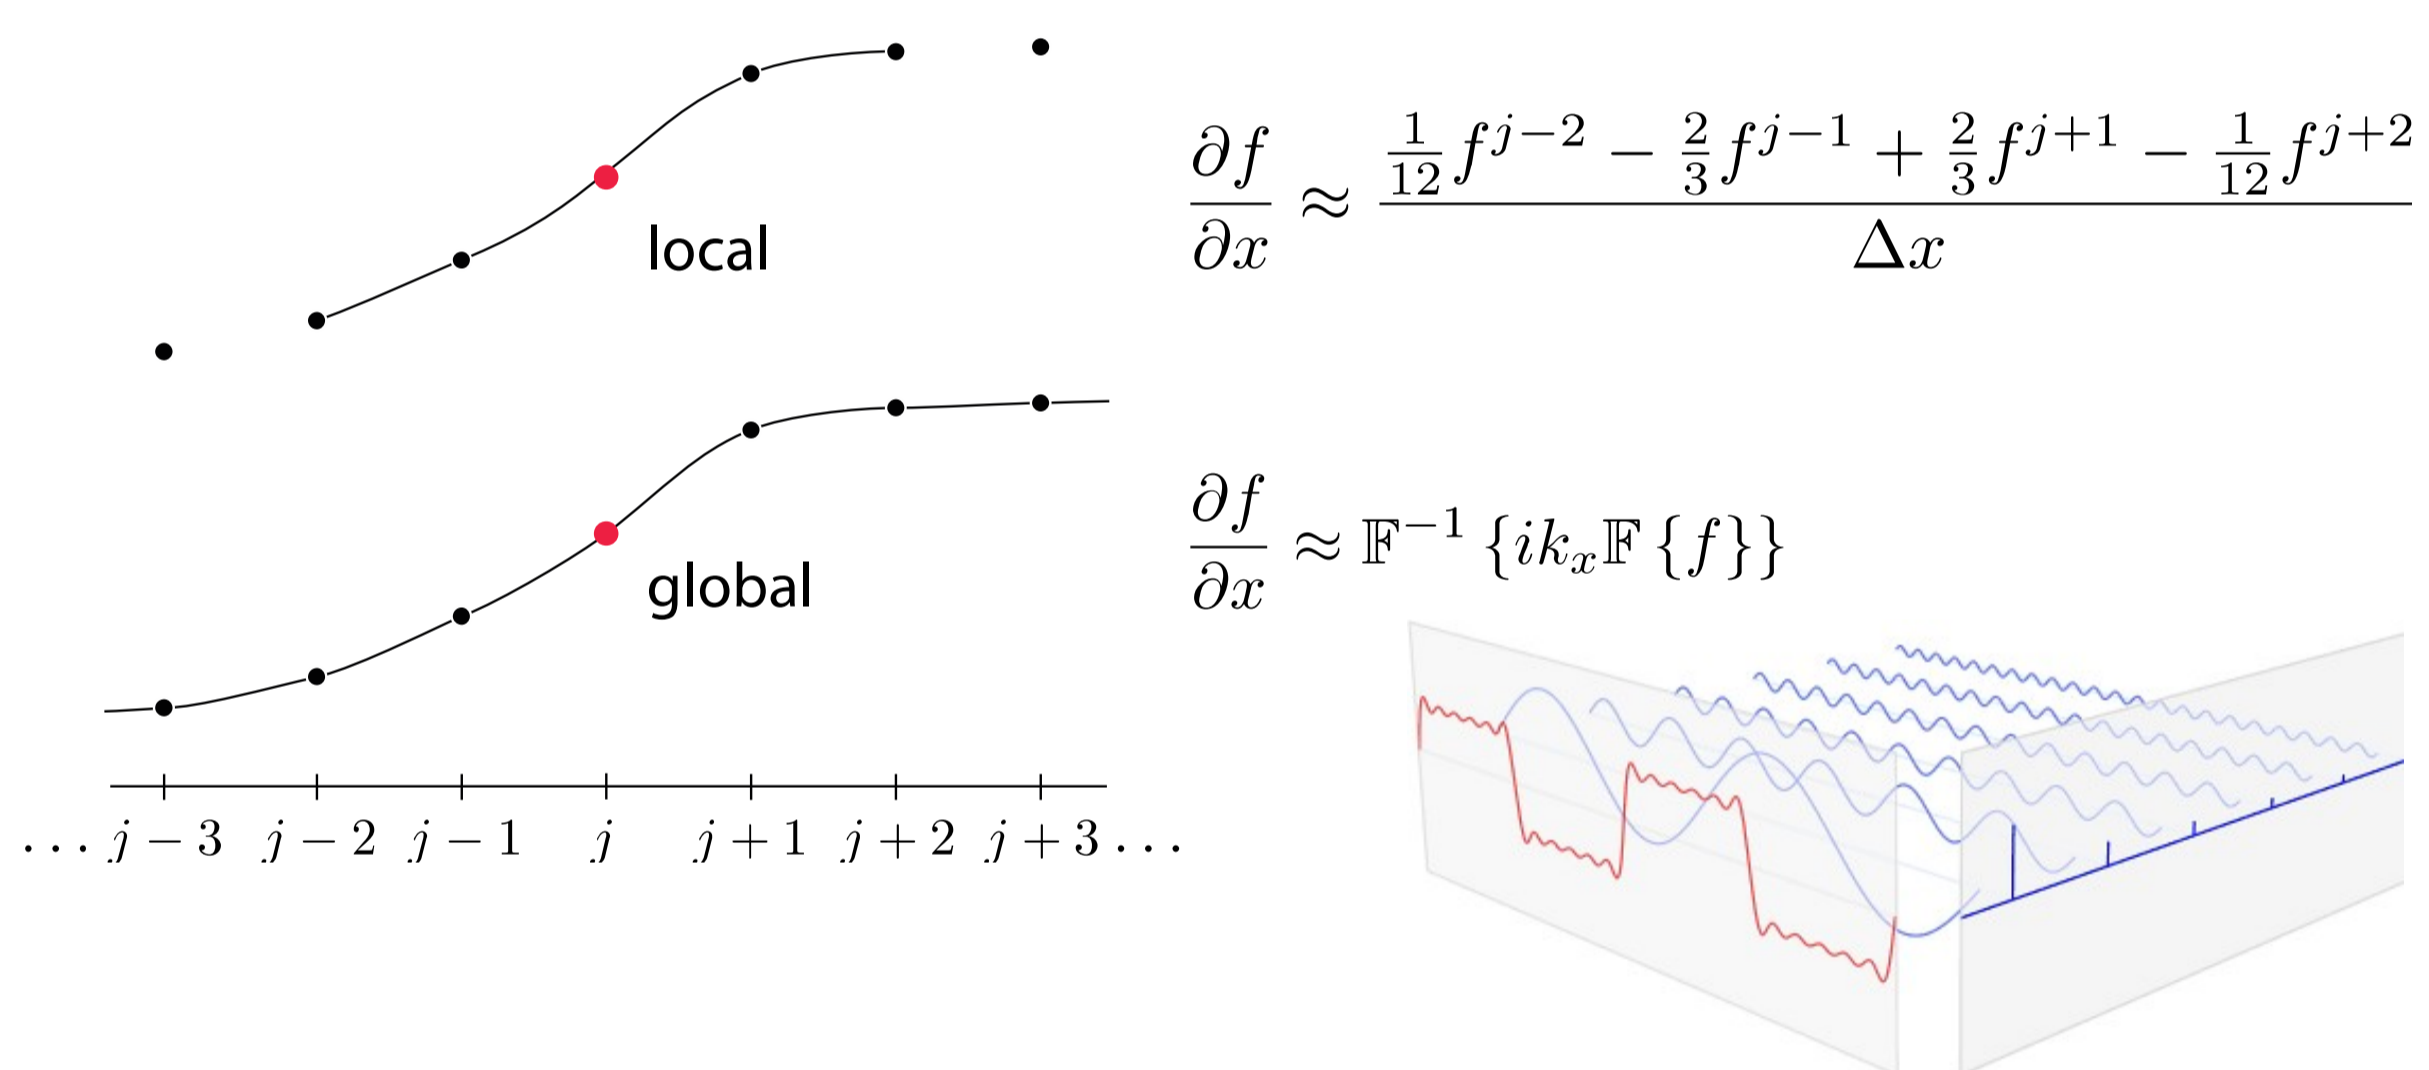 local
∂f/∂x ≈ (1/12 f^{j−2} − 2/3 f^{j−1} + 2/3 f^{j+1} − 1/12 f^{j+2}) / Δx
global
∂f/∂x ≈ 𝔽^{−1} {ik_x 𝔽 {f}}
... j − 3 j − 2 j − 1 j j + 1 j + 2 j + 3 ...